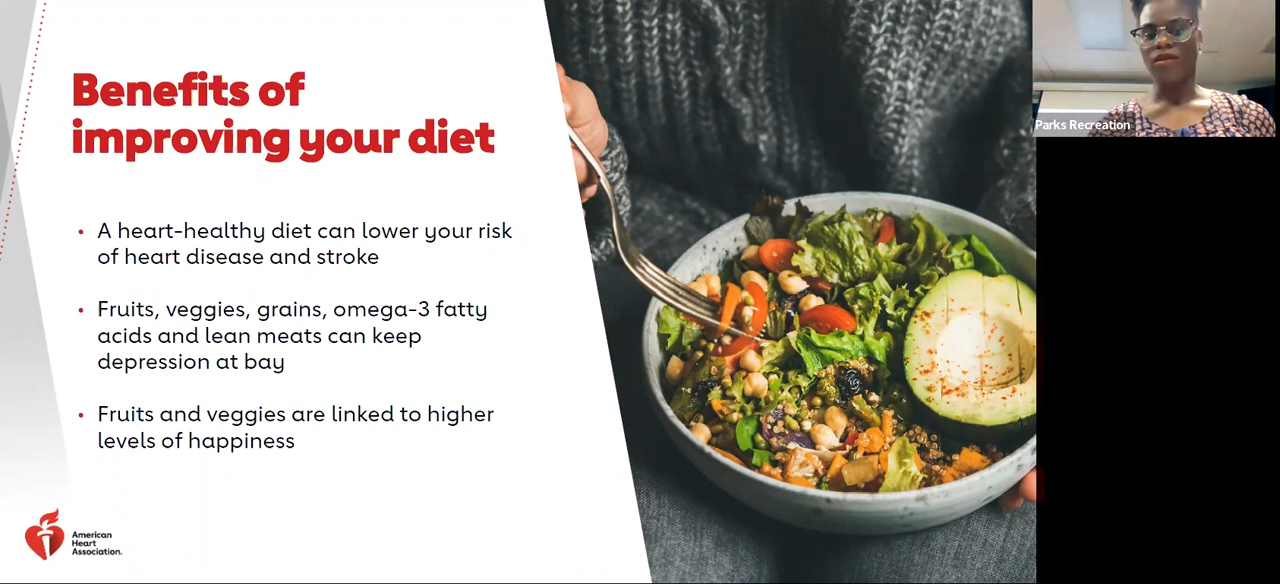 Benefits of
improving your diet
• A heart-healthy diet can lower your risk
of heart disease and stroke
• Fruits, veggies, grains, omega-3 fatty
acids and lean meats can keep
depression at bay
• Fruits and veggies are linked to higher
levels of happiness
American
Heart
Association.
Parks Recreation